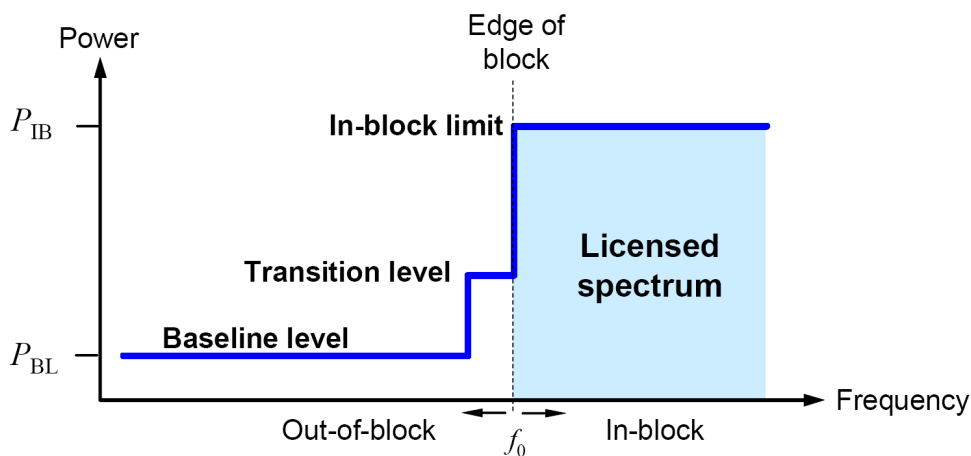 Power
Edge of
block
P_IB
In-block limit
Licensed
spectrum
Transition level
Baseline level
P_BL
Frequency
Out-of-block
f_0
In-block